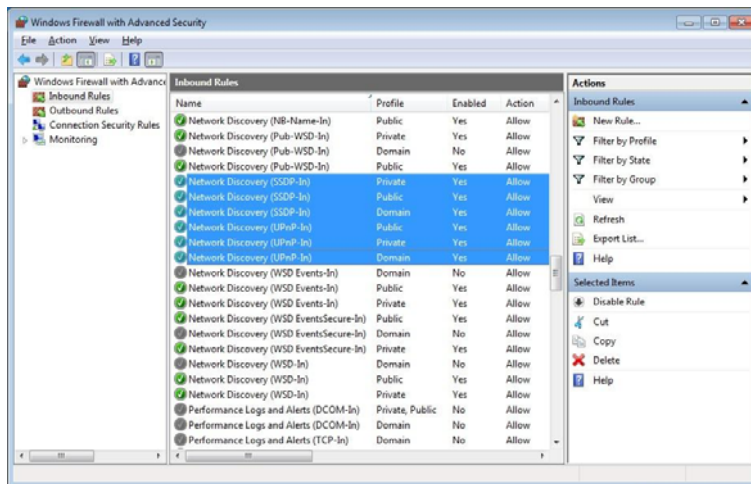 Windows Firewall with Advanced Security
File Action View Help
Windows Firewall with Advance
Inbound Rules
Outbound Rules
Connection Security Rules
Monitoring
Inbound Rules
Name Profile Enabled Action
Network Discovery (NB-Name-In) Public Yes Allow
Network Discovery (Pub-WSD-In) Private Yes Allow
Network Discovery (Pub-WSD-In) Domain No Allow
Network Discovery (Pub-WSD-In) Public Yes Allow
Network Discovery (SSDP-In) Private Yes Allow
Network Discovery (SSDP-In) Public Yes Allow
Network Discovery (SSDP-In) Domain Yes Allow
Network Discovery (UPnP-In) Public Yes Allow
Network Discovery (UPnP-In) Private Yes Allow
Network Discovery (UPnP-In) Domain Yes Allow
Network Discovery (WSD Events-In) Domain No Allow
Network Discovery (WSD Events-In) Public Yes Allow
Network Discovery (WSD Events-In) Private Yes Allow
Network Discovery (WSD EventsSecure-In) Public Yes Allow
Network Discovery (WSD EventsSecure-In) Domain No Allow
Network Discovery (WSD EventsSecure-In) Private Yes Allow
Network Discovery (WSD-In) Domain No Allow
Network Discovery (WSD-In) Public Yes Allow
Network Discovery (WSD-In) Private Yes Allow
Performance Logs and Alerts (DCOM-In) Private, Public No Allow
Performance Logs and Alerts (DCOM-In) Domain No Allow
Performance Logs and Alerts (TCP-In) Domain No Allow
Actions
Inbound Rules
New Rule...
Filter by Profile
Filter by State
Filter by Group
View
Refresh
Export List...
Help
Selected Items
Disable Rule
Cut
Copy
Delete
Help